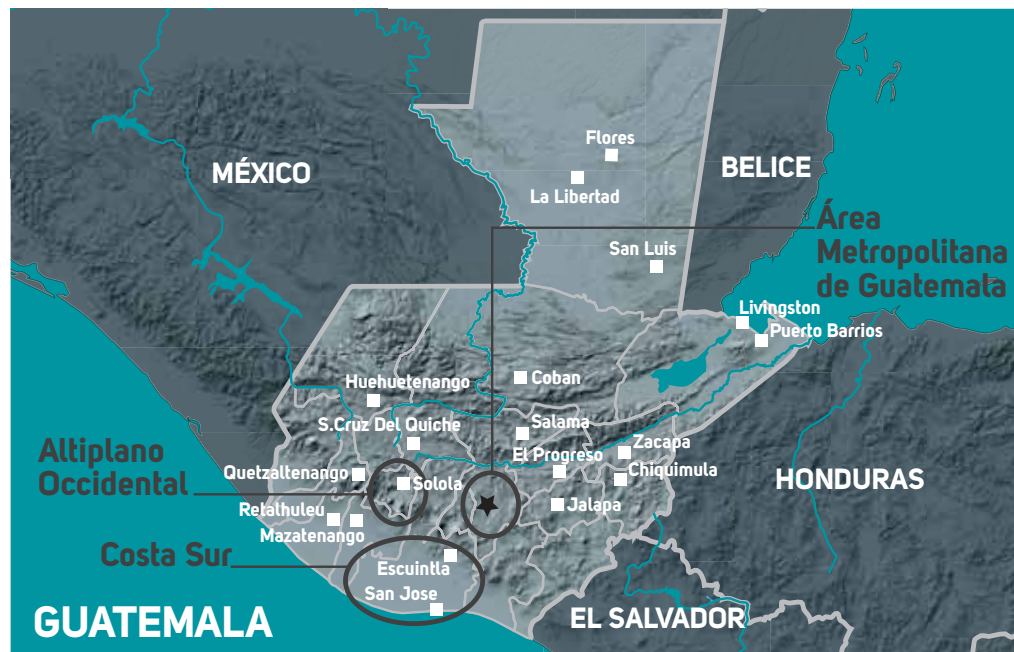 Flores
MÉXICO
BELICE
La Libertad
Área
Metropolitana
de Guatemala
San Luis
Livingston
Puerto Barrios
Huehuetenango
Coban
S.Cruz Del Quiche
Salama
Zacapa
El Progreso
Altiplano
Occidental
Quetzaltenango
Solola
Chiquimula
HONDURAS
Retalhuleu
Jalapa
Mazatenango
Costa Sur
Escuintla
San Jose
GUATEMALA
EL SALVADOR